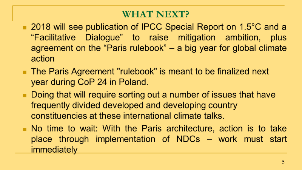 WHAT NEXT?
2018 will see publication of IPCC Special Report on 1.5°C and a
“Facilitative Dialogue” to raise mitigation ambition, plus
agreement on the “Paris rulebook” – a big year for global climate
action
The Paris Agreement "rulebook" is meant to be finalized next
year during CoP 24 in Poland.
Doing that will require sorting out a number of issues that have
frequently divided developed and developing country
constituencies at these international climate talks.
No time to wait: With the Paris architecture, action is to take
place through implementation of NDCs – work must start
immediately
5